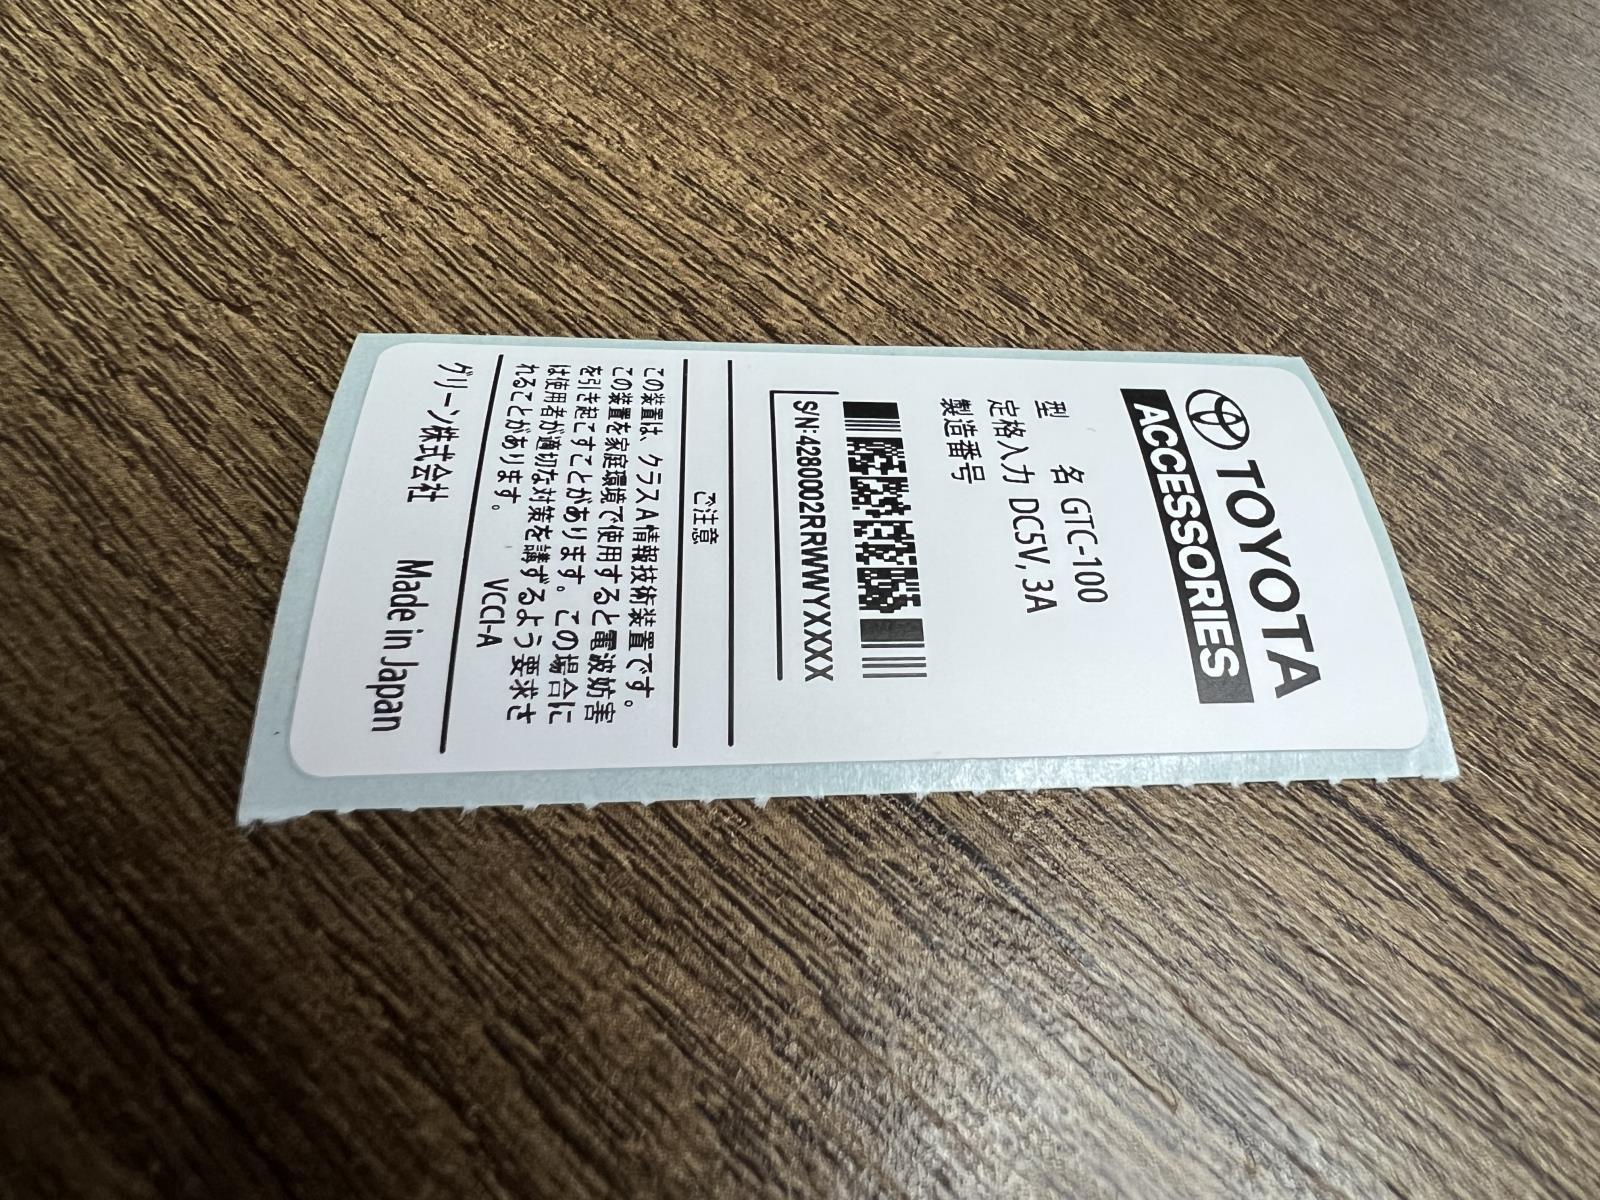 TOYOTA
ACCESSORIES
型 名 GTC-100
定格入力 DC5V, 3A
製造番号
S/N:4280002RRWWYXXXX
ご注意
この装置は、クラスA情報技術装置です。
この装置を家庭環境で使用すると電波妨害
を引き起こすことがあります。この場合に
は使用者が適切な対策を講ずるよう要求さ
れることがあります。 VCCI-A
グリーン株式会社 Made in Japan